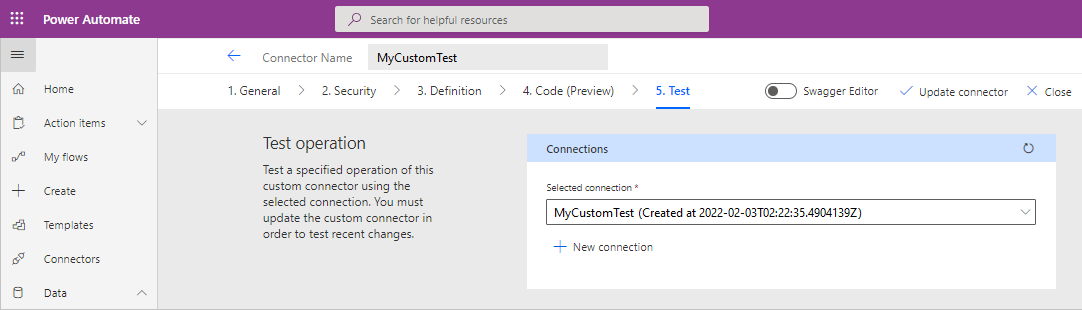 Power Automate
Search for helpful resources
Connector Name MyCustomTest
1. General 2. Security 3. Definition 4. Code (Preview) 5. Test Swagger Editor Update connector Close
Home
Action items
My flows
Create
Templates
Connectors
Data
Test operation
Test a specified operation of this
custom connector using the
selected connection. You must
update the custom connector in
order to test recent changes.
Connections
Selected connection *
MyCustomTest (Created at 2022-02-03T02:22:35.4904139Z)
New connection